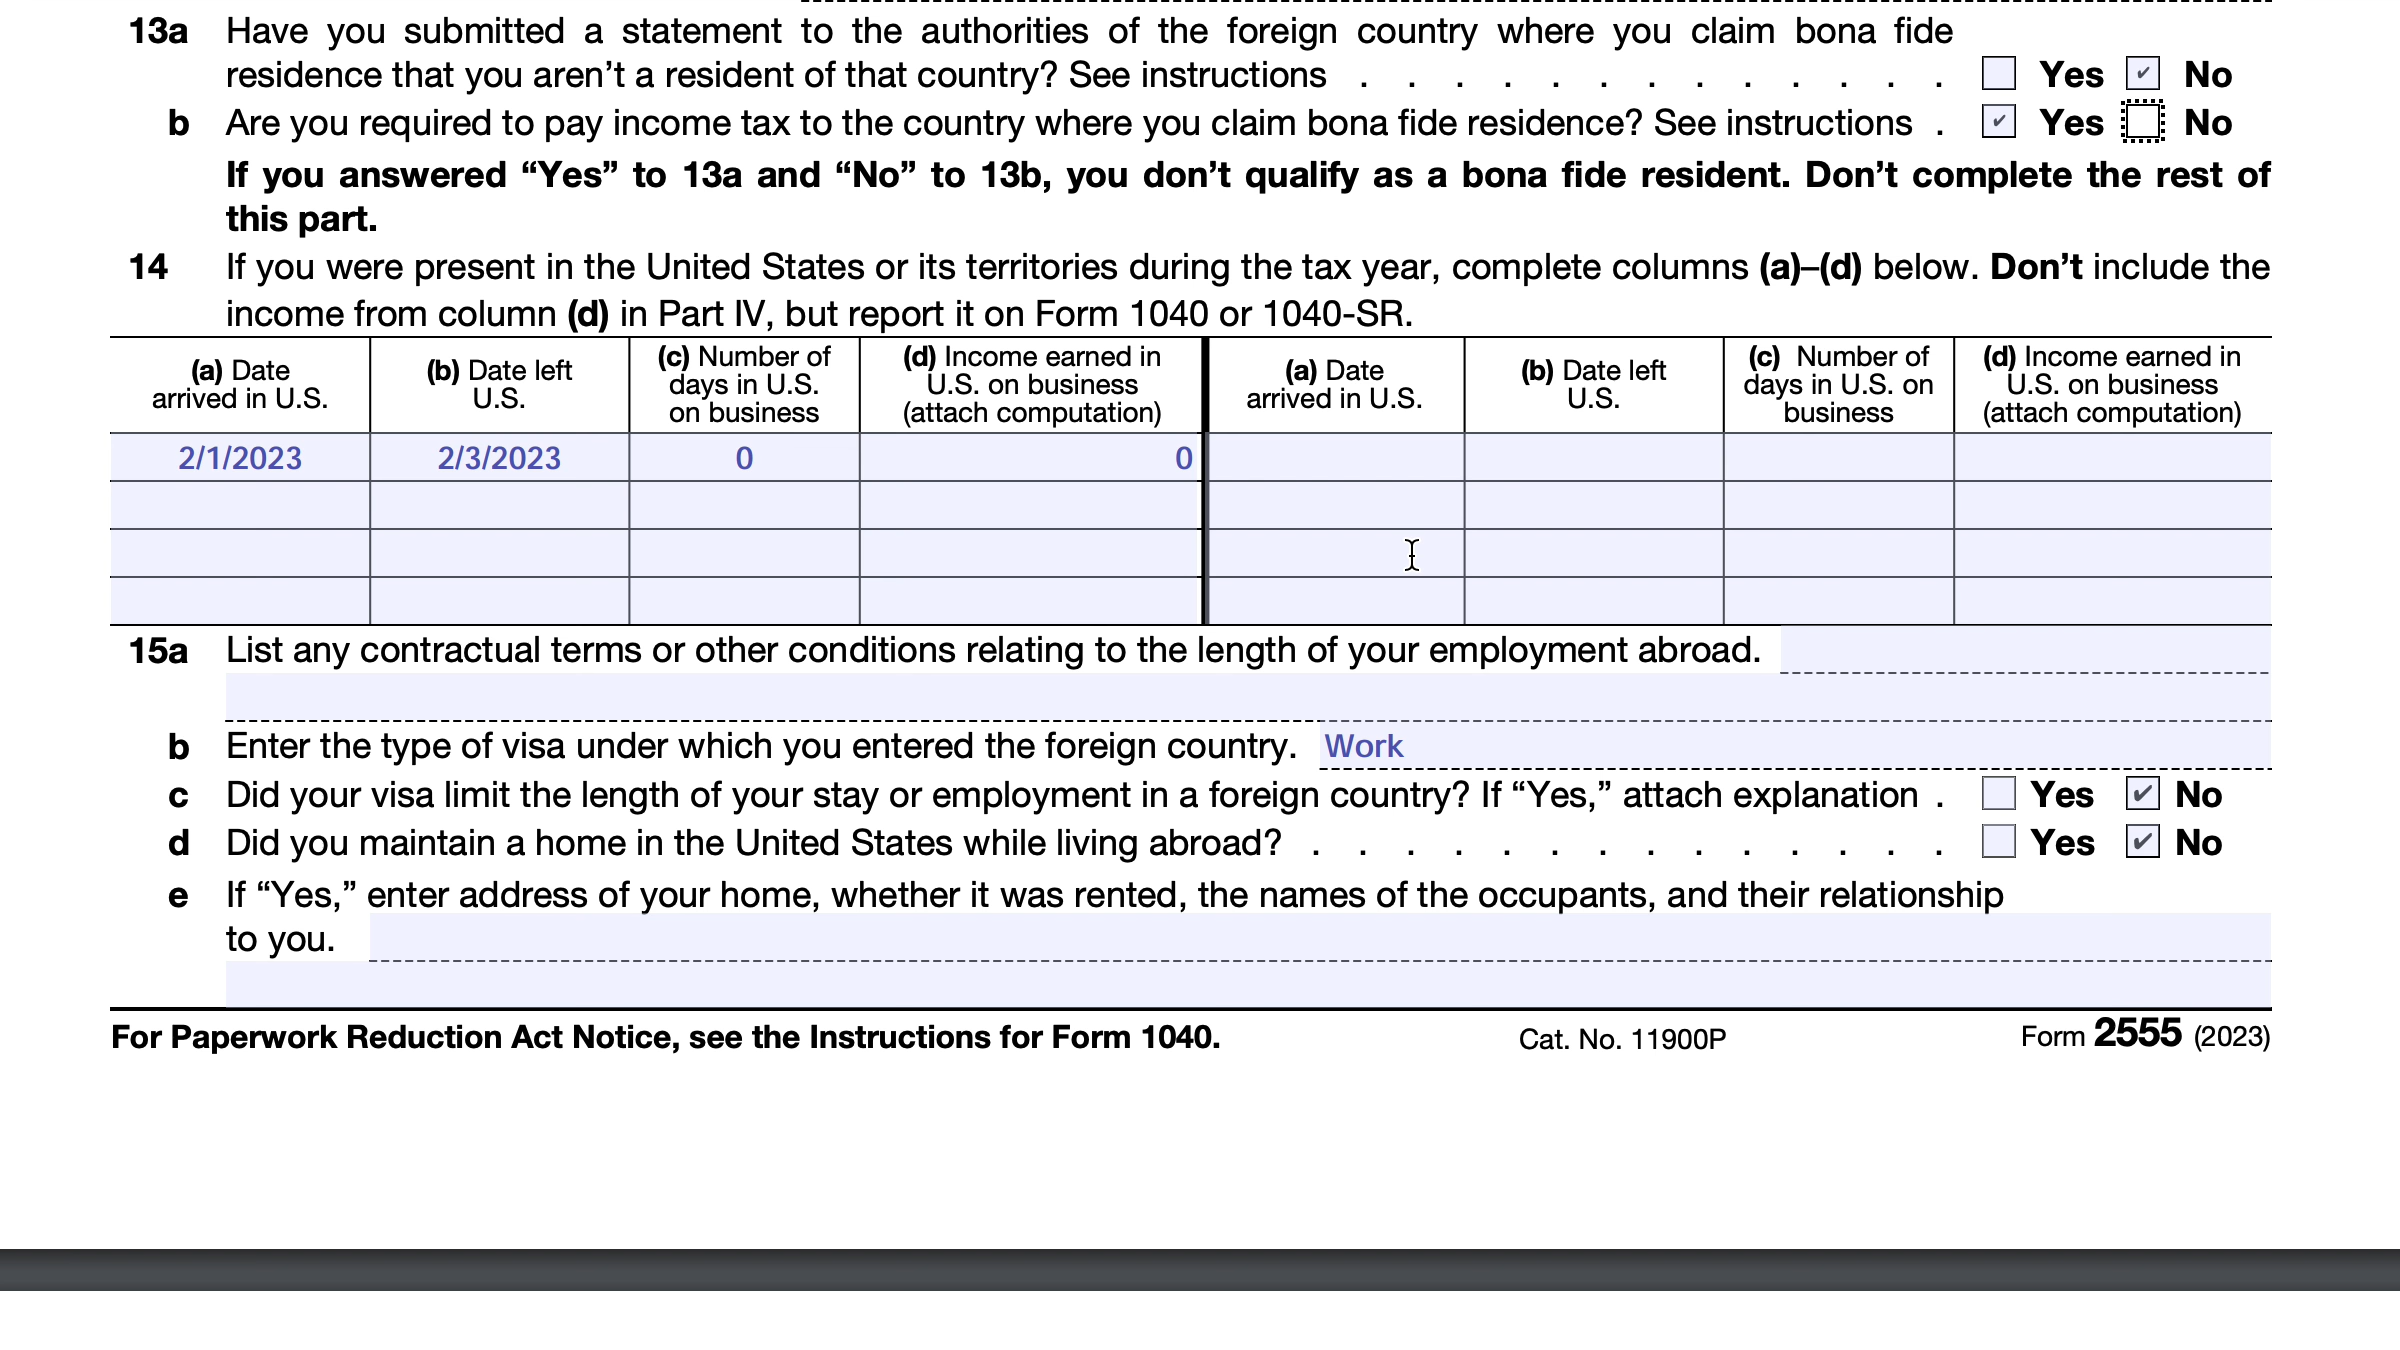 13a Have you submitted a statement to the authorities of the foreign country where you claim bona fide
residence that you aren’t a resident of that country? See instructions . . . . . . . . . . . . . Yes ✔ No
b Are you required to pay income tax to the country where you claim bona fide residence? See instructions . ✔ Yes No
If you answered “Yes” to 13a and “No” to 13b, you don’t qualify as a bona fide resident. Don’t complete the rest of
this part.
14 If you were present in the United States or its territories during the tax year, complete columns (a)–(d) below. Don’t include the
income from column (d) in Part IV, but report it on Form 1040 or 1040-SR.
(a) Date
arrived in U.S.
(b) Date left
U.S.
(c) Number of
days in U.S.
on business
(d) Income earned in
U.S. on business
(attach computation)
(a) Date
arrived in U.S.
(b) Date left
U.S.
(c) Number of
days in U.S. on
business
(d) Income earned in
U.S. on business
(attach computation)
2/1/2023 2/3/2023 0 0
15a List any contractual terms or other conditions relating to the length of your employment abroad.
b Enter the type of visa under which you entered the foreign country. Work
c Did your visa limit the length of your stay or employment in a foreign country? If “Yes,” attach explanation . Yes ✔ No
d Did you maintain a home in the United States while living abroad? . . . . . . . . . . . . . . Yes ✔ No
e If “Yes,” enter address of your home, whether it was rented, the names of the occupants, and their relationship
to you.
For Paperwork Reduction Act Notice, see the Instructions for Form 1040. Cat. No. 11900P Form 2555 (2023)